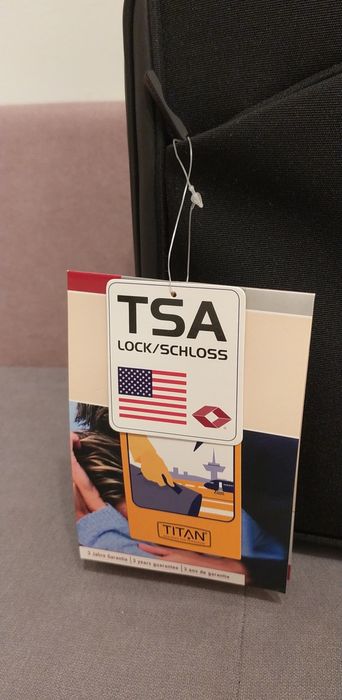 TSA
LOCK/SCHLOSS
TITAN
3 Jahre Garantie | 3 years guarantee | 3 ans de garantie